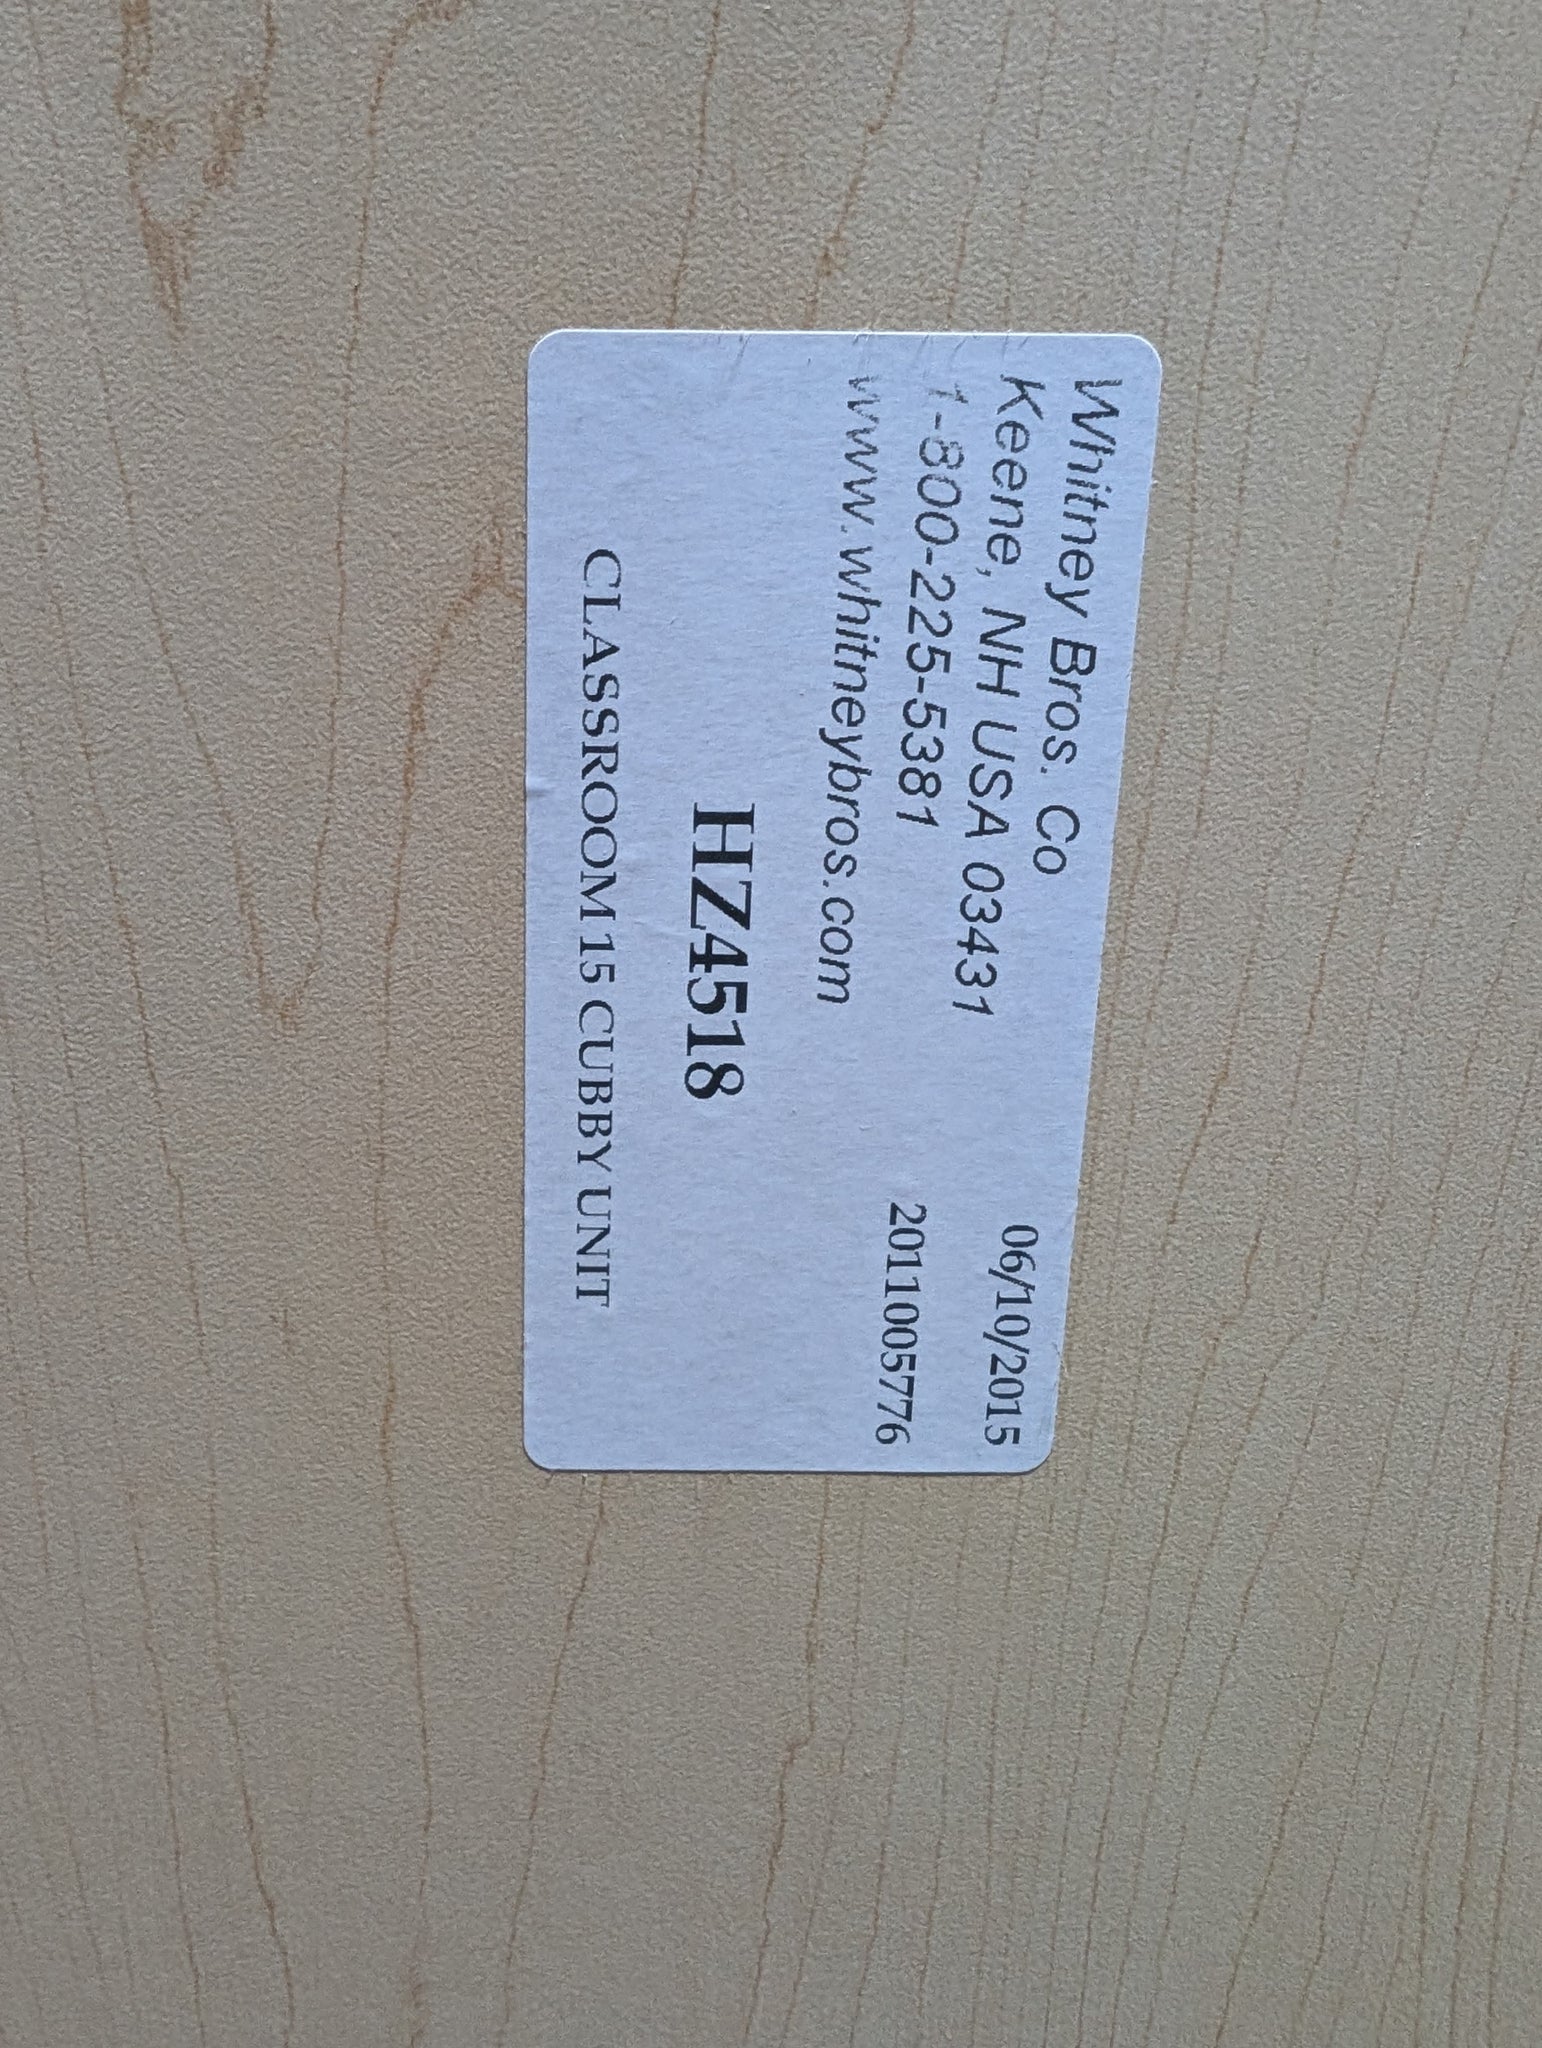 Whitney Bros. Co
Keene, NH USA 03431
1-800-225-5381
www.whitneybros.com
06/10/2015
2011005776
HZ4518
CLASSROOM 15 CUBBY UNIT